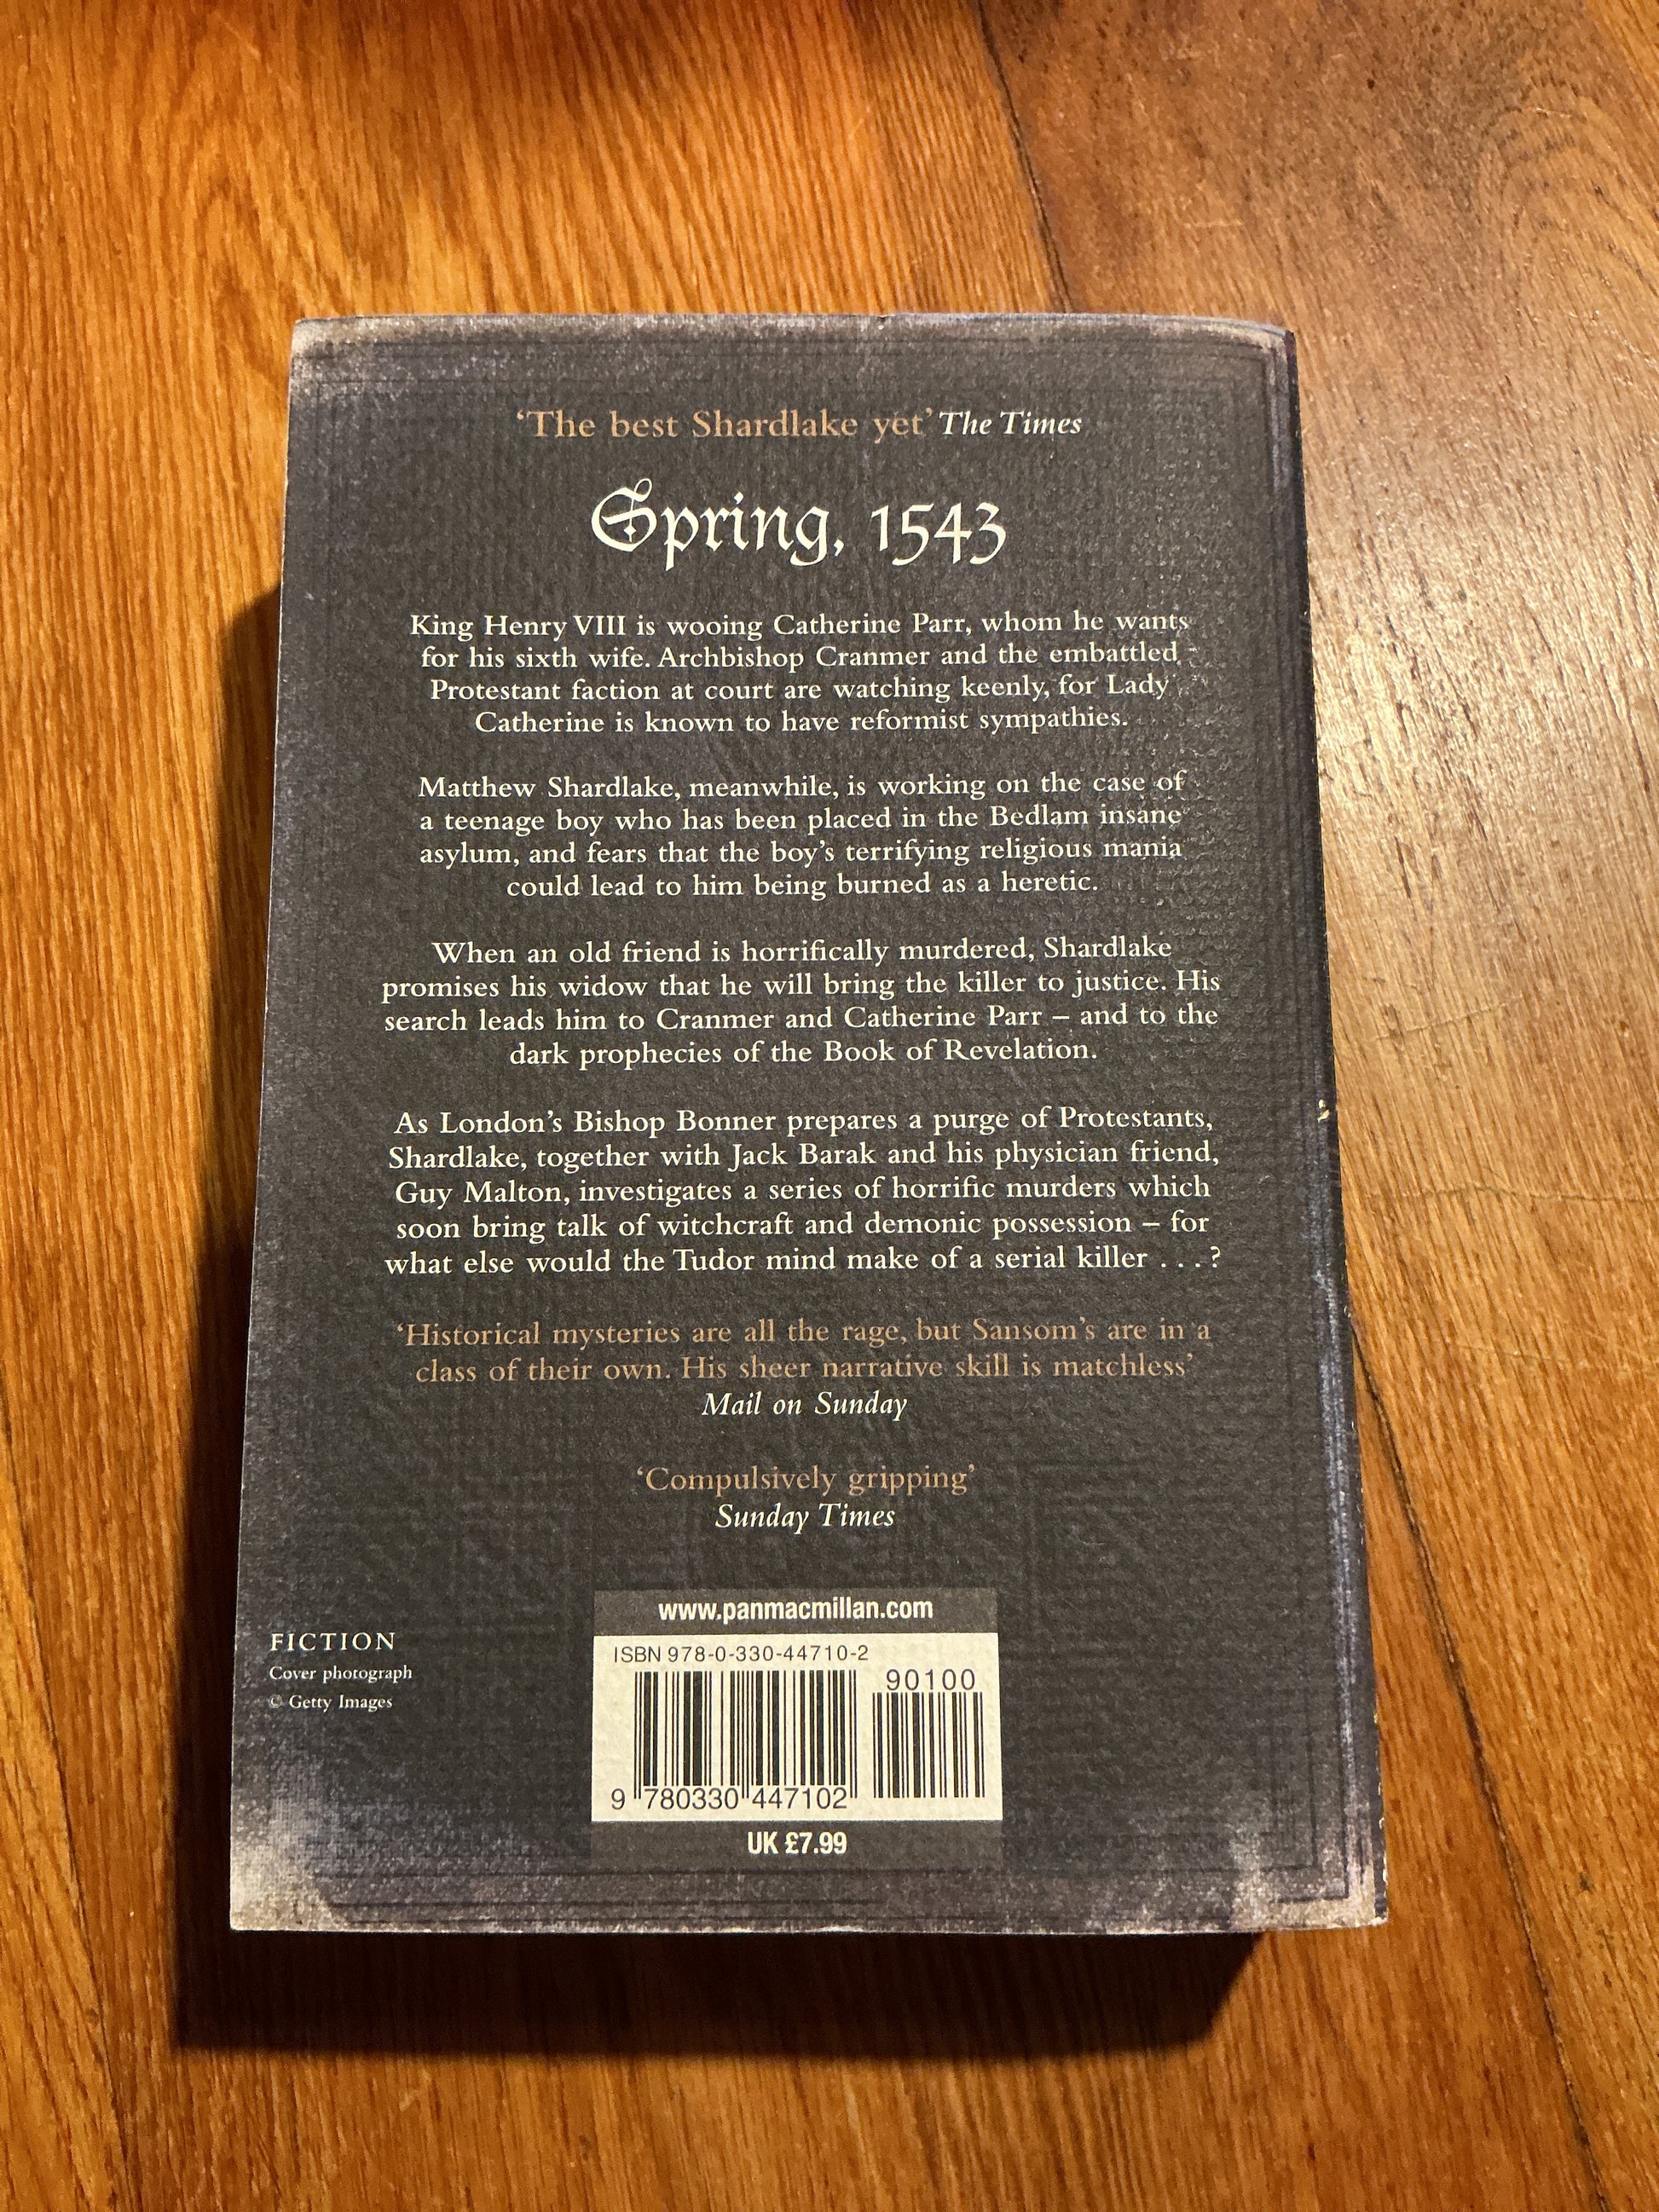 ‘The best Shardlake yet’ The Times
Spring, 1543
King Henry VIII is wooing Catherine Parr, whom he wants
for his sixth wife. Archbishop Cranmer and the embattled
Protestant faction at court are watching keenly, for Lady
Catherine is known to have reformist sympathies.
Matthew Shardlake, meanwhile, is working on the case of
a teenage boy who has been placed in the Bedlam insane
asylum, and fears that the boy’s terrifying religious mania
could lead to him being burned as a heretic.
When an old friend is horrifically murdered, Shardlake
promises his widow that he will bring the killer to justice. His
search leads him to Cranmer and Catherine Parr – and to the
dark prophecies of the Book of Revelation.
As London’s Bishop Bonner prepares a purge of Protestants,
Shardlake, together with Jack Barak and his physician friend,
Guy Malton, investigates a series of horrific murders which
soon bring talk of witchcraft and demonic possession – for
what else would the Tudor mind make of a serial killer . . . ?
‘Historical mysteries are all the rage, but Sansom’s are in a
class of their own. His sheer narrative skill is matchless’
Mail on Sunday
‘Compulsively gripping’
Sunday Times
www.panmacmillan.com
FICTION
Cover photograph
© Getty Images
ISBN 978-0-330-44710-2
90100
9 780330 447102
UK £7.99